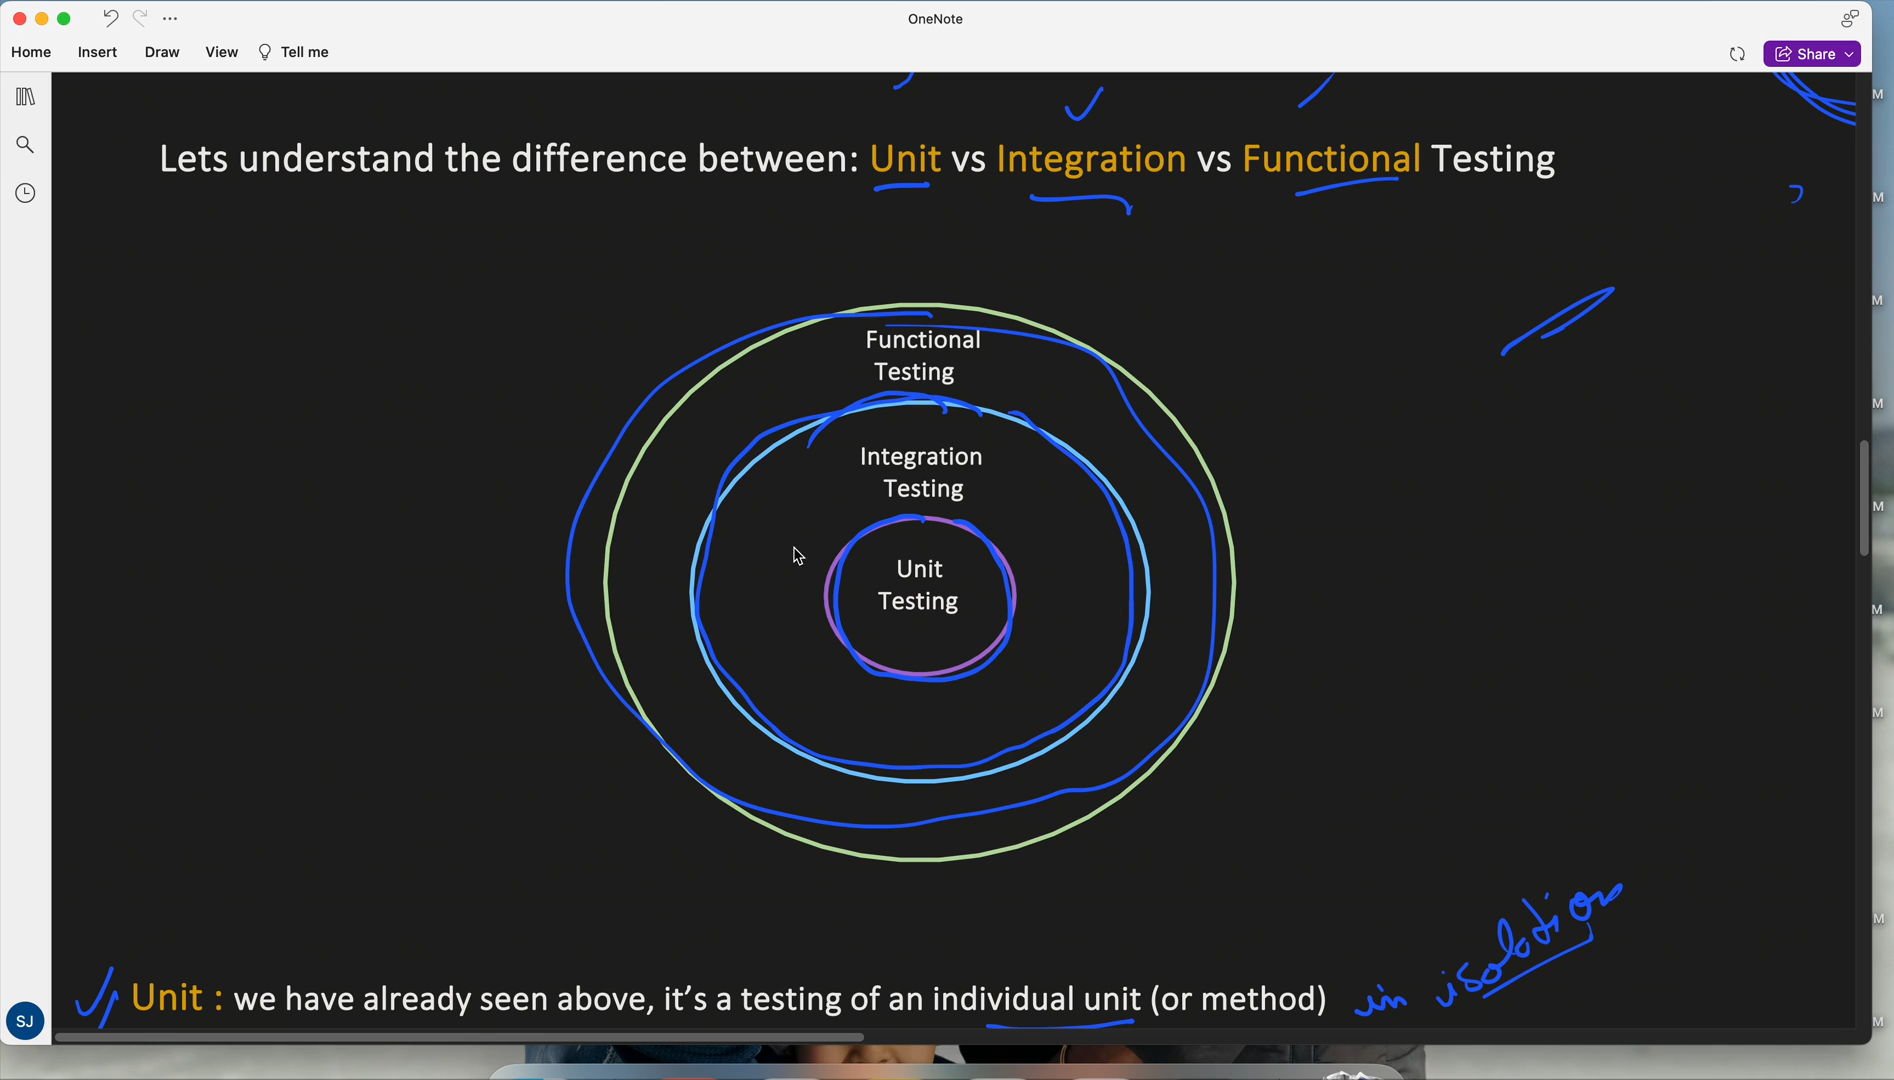 OneNote
Home Insert Draw View Tell me
Share
Lets understand the difference between: Unit vs Integration vs Functional Testing
Functional
Testing
Integration
Testing
Unit
Testing
Unit : we have already seen above, it's a testing of an individual unit (or method) in isolation
SJ
M
M
M
M
M
M
M
M
M